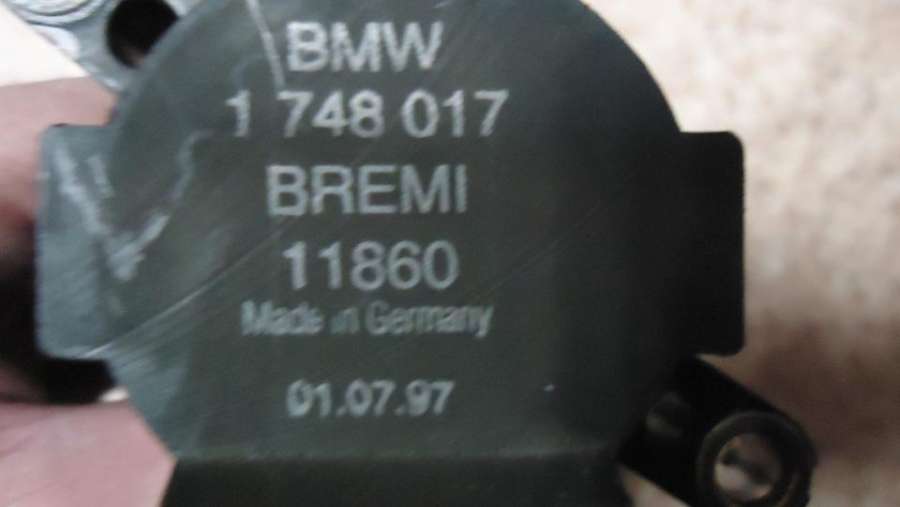 BMW
1 748 017
BREMI
11860
Made in Germany
01.07.97